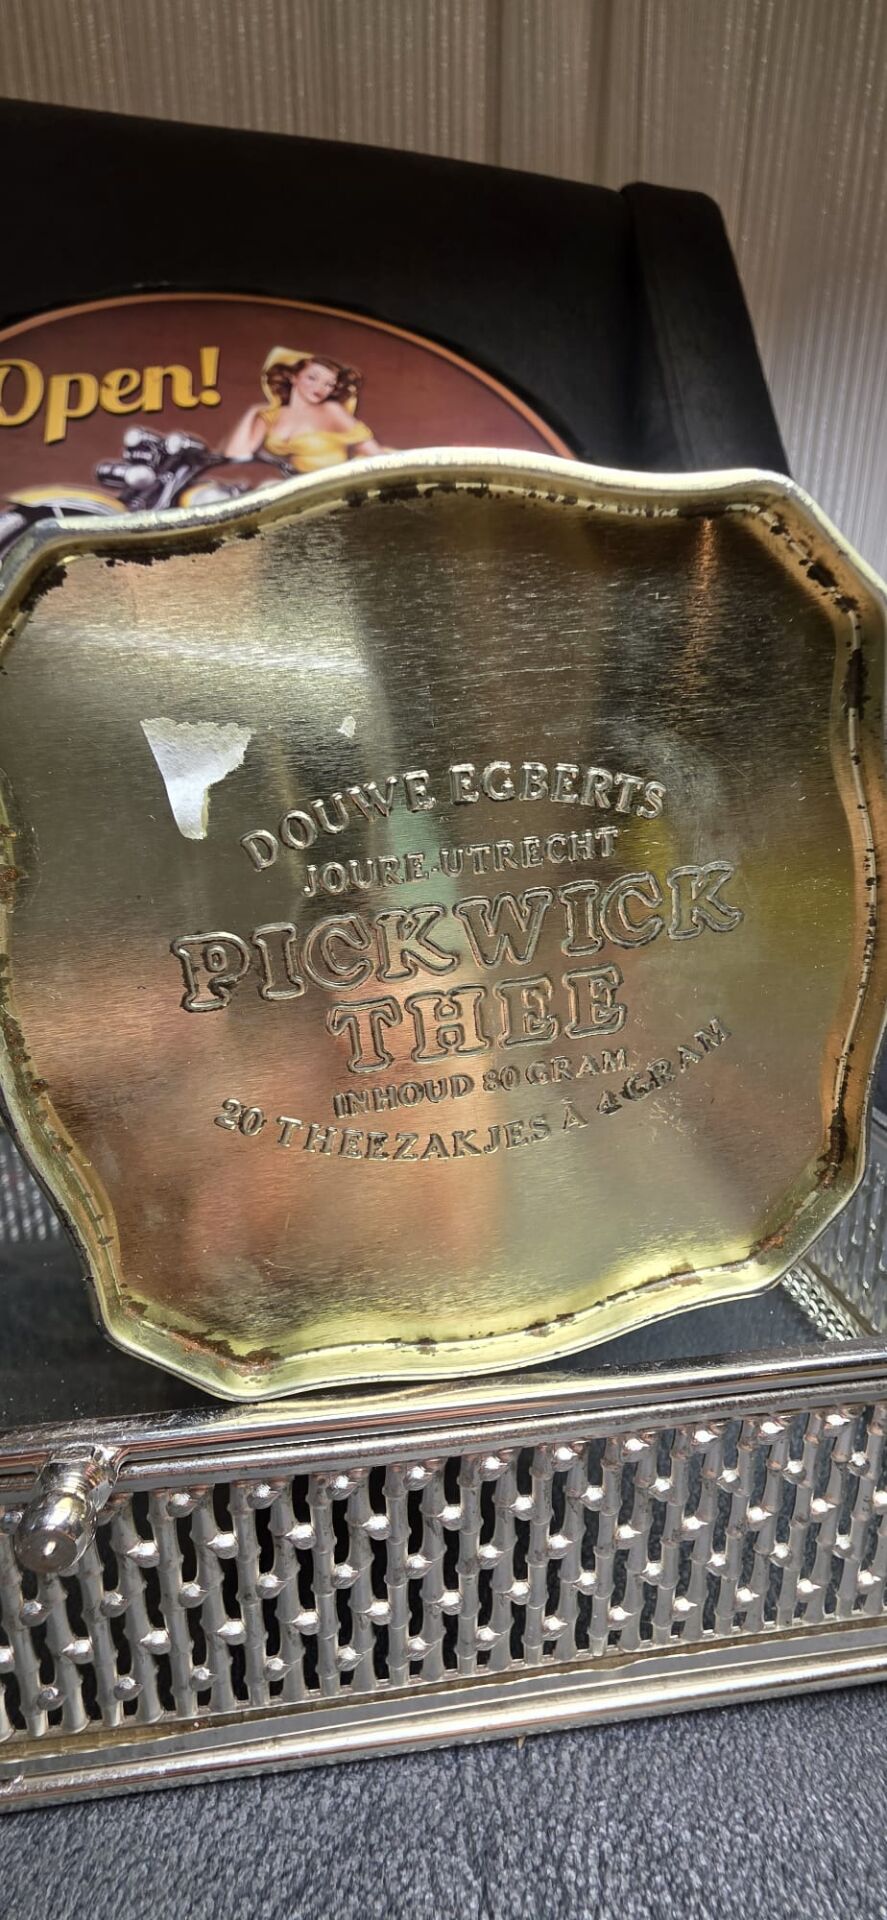 Open!
DOUWE EGBERTS
JOURE-UTRECHT
PICKWICK
THEE
INHOUD 80 GRAM
20 THEEZAKJES À 4 GRAM